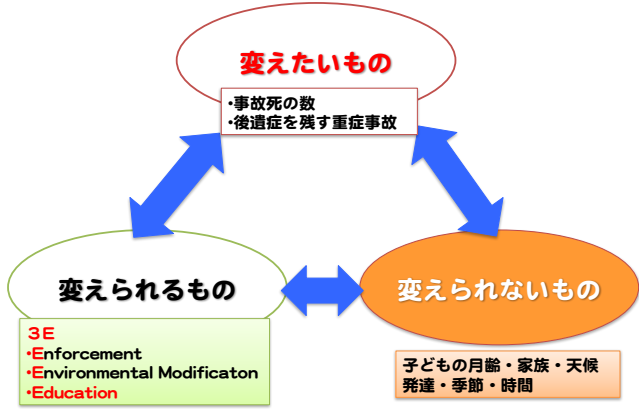 変えたいもの
・事故死の数
・後遺症を残す重症事故
変えられるもの
３Ｅ
・Enforcement
・Environmental Modificaton
・Education
変えられないもの
子どもの月齢・家族・天候
発達・季節・時間